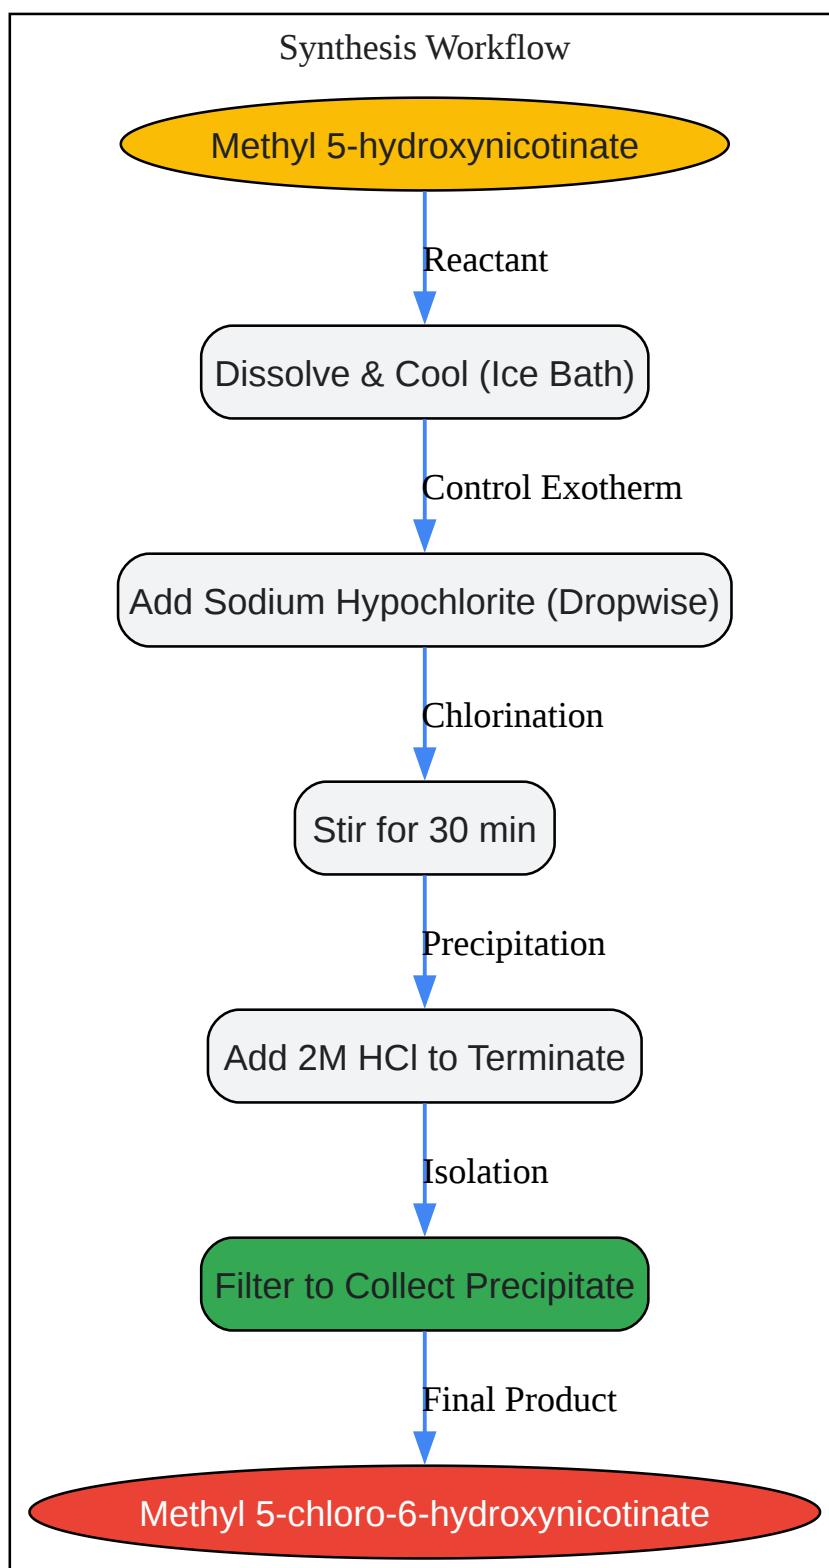 Synthesis Workflow
Methyl 5-hydroxynicotinate
Reactant
Dissolve & Cool (Ice Bath)
Control Exotherm
Add Sodium Hypochlorite (Dropwise)
Chlorination
Stir for 30 min
Precipitation
Add 2M HCl to Terminate
Isolation
Filter to Collect Precipitate
Final Product
Methyl 5-chloro-6-hydroxynicotinate